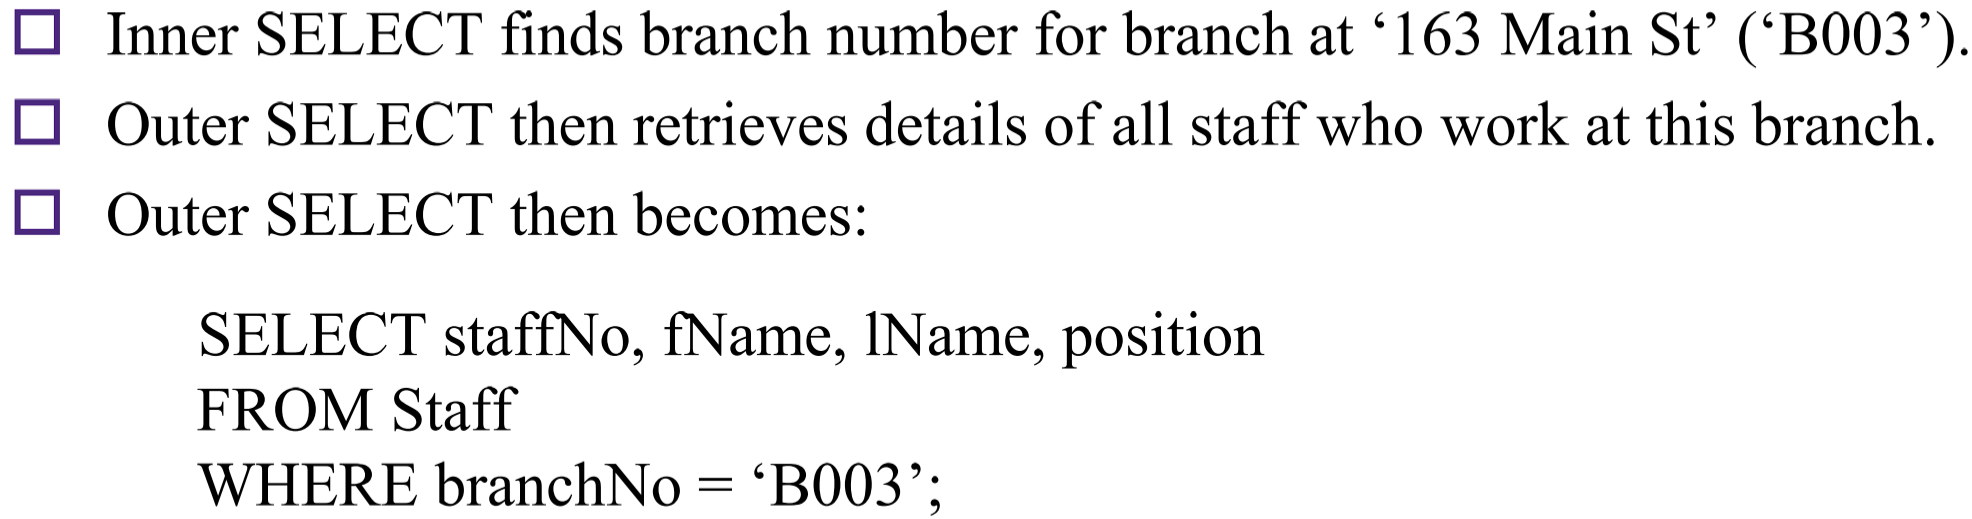 Inner SELECT finds branch number for branch at ‘163 Main St’ (‘B003’).
Outer SELECT then retrieves details of all staff who work at this branch.
Outer SELECT then becomes:
SELECT staffNo, fName, lName, position
FROM Staff
WHERE branchNo = ‘B003’;